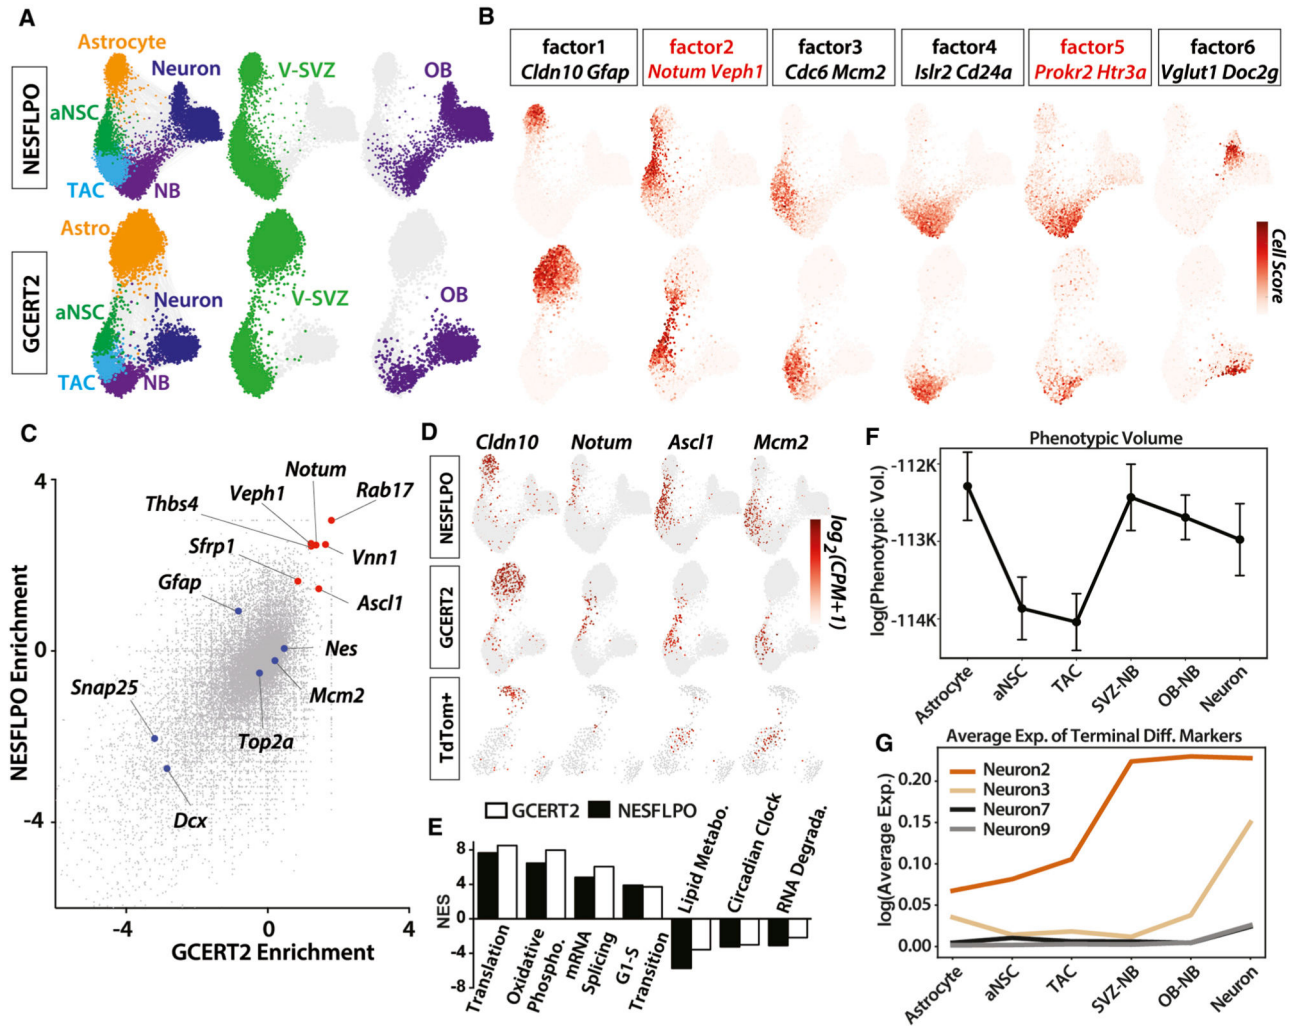 A
NESFLPO
Astrocyte
Neuron
aNSC
TAC
NB
V-SVZ
OB
GCERT2
Astro.
aNSC
Neuron
TAC
NB
V-SVZ
OB
B
factor1
Cldn10 Gfap
factor2
Notum Veph1
factor3
Cdc6 Mcm2
factor4
Islr2 Cd24a
factor5
Prokr2 Htr3a
factor6
Vglut1 Doc2g
Cell Score
C
NESFLPO Enrichment
4
0
-4
-4
0
4
GCERT2 Enrichment
Notum
Veph1
Rab17
Thbs4
Sfrp1
Vnn1
Gfap
Ascl1
Nes
Snap25
Mcm2
Top2a
Dcx
D
Cldn10
Notum
Ascl1
Mcm2
NESFLPO
GCERT2
TdTom+
log2(CPM+1)
E
GCERT2
NESFLPO
NES
8
4
0
-4
-8
Translation
Oxidative
Phospho.
mRNA
Splicing
G1-S
Transition
Lipid Metabo.
Circadian Clock
RNA Degrada.
F
Phenotypic Volume
log(Phenotypic Vol.)
-112K
-113K
-114K
Astrocyte
aNSC
TAC
SVZ-NB
OB-NB
Neuron
G
Average Exp. of Terminal Diff. Markers
log(Average Exp.)
0.20
0.15
0.10
0.05
0.00
Neuron2
Neuron3
Neuron7
Neuron9
Astrocyte
aNSC
TAC
SVZ-NB
OB-NB
Neuron